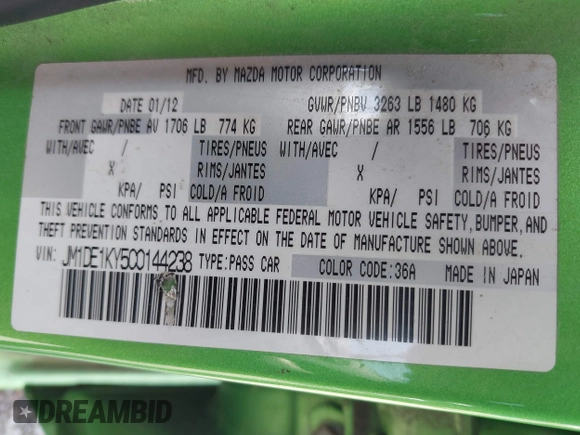 MFD. BY MAZDA MOTOR CORPORATION
DATE 01/12 GVWR/PNBV 3263 LB 1480 KG
FRONT GAWR/PNBE AV 1706 LB 774 KG REAR GAWR/PNBE AR 1556 LB 706 KG
WITH/AVEC / TIRES/PNEUS WITH/AVEC / TIRES/PNEUS
X RIMS/JANTES X RIMS/JANTES
KPA/ PSI COLD/A FROID KPA/ PSI COLD/A FROID
THIS VEHICLE CONFORMS TO ALL APPLICABLE FEDERAL MOTOR VEHICLE SAFETY, BUMPER, AND
THEFT PREVENTION STANDARDS IN EFFECT ON THE DATE OF MANUFACTURE SHOWN ABOVE.
VIN: JM1DE1KY5C0144238 TYPE:PASS CAR COLOR CODE:36A MADE IN JAPAN
DREAMBID